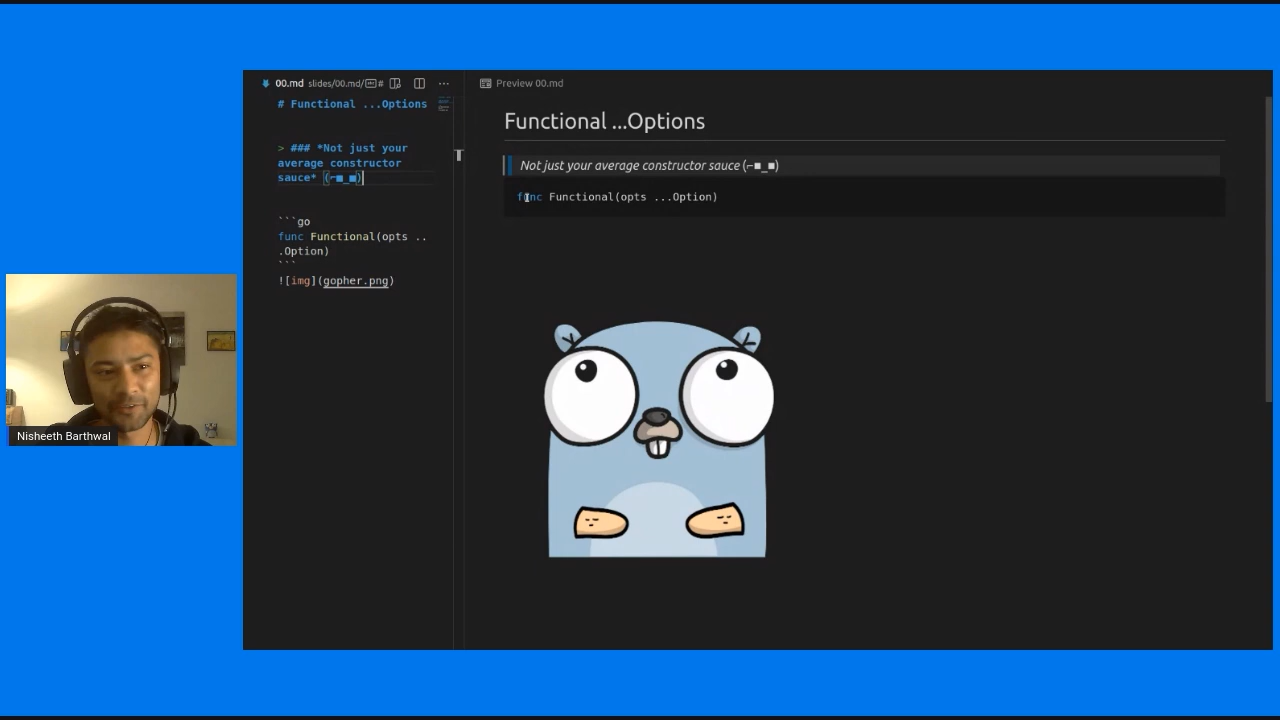 00.md slides/00.md/ abc # ...
# Functional ...Options
> ### *Not just your
average constructor
sauce* (⌐■_■)
```go
func Functional(opts ..
.Option)
```
![img](gopher.png)
Preview 00.md
Functional ...Options
Not just your average constructor sauce (⌐■_■)
func Functional(opts ...Option)
Nisheeth Barthwal